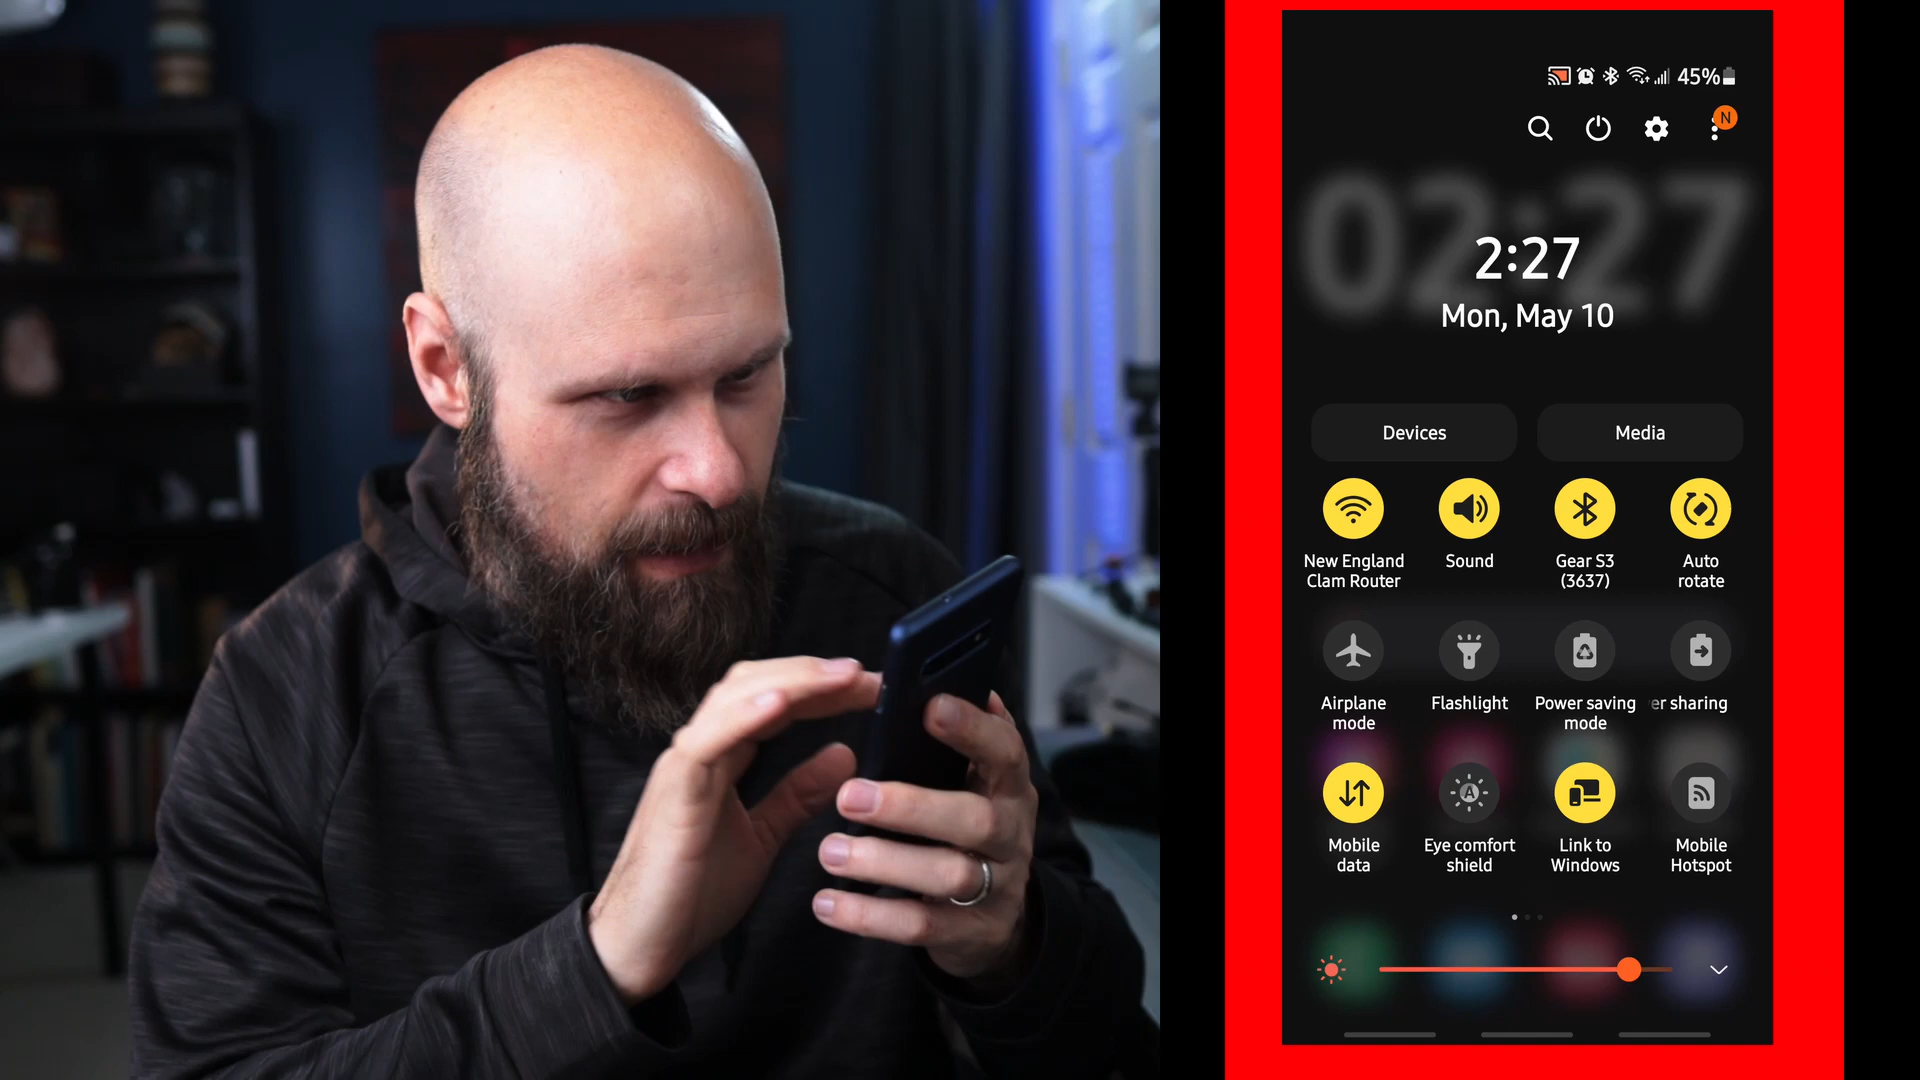 45%
N
02:27
2:27
Mon, May 10
Devices
Media
New England
Clam Router
Sound
Gear S3
(3637)
Auto
rotate
Airplane
mode
Flashlight
Power saving
mode
er sharing
A
Mobile
data
Eye comfort
shield
Link to
Windows
Mobile
Hotspot